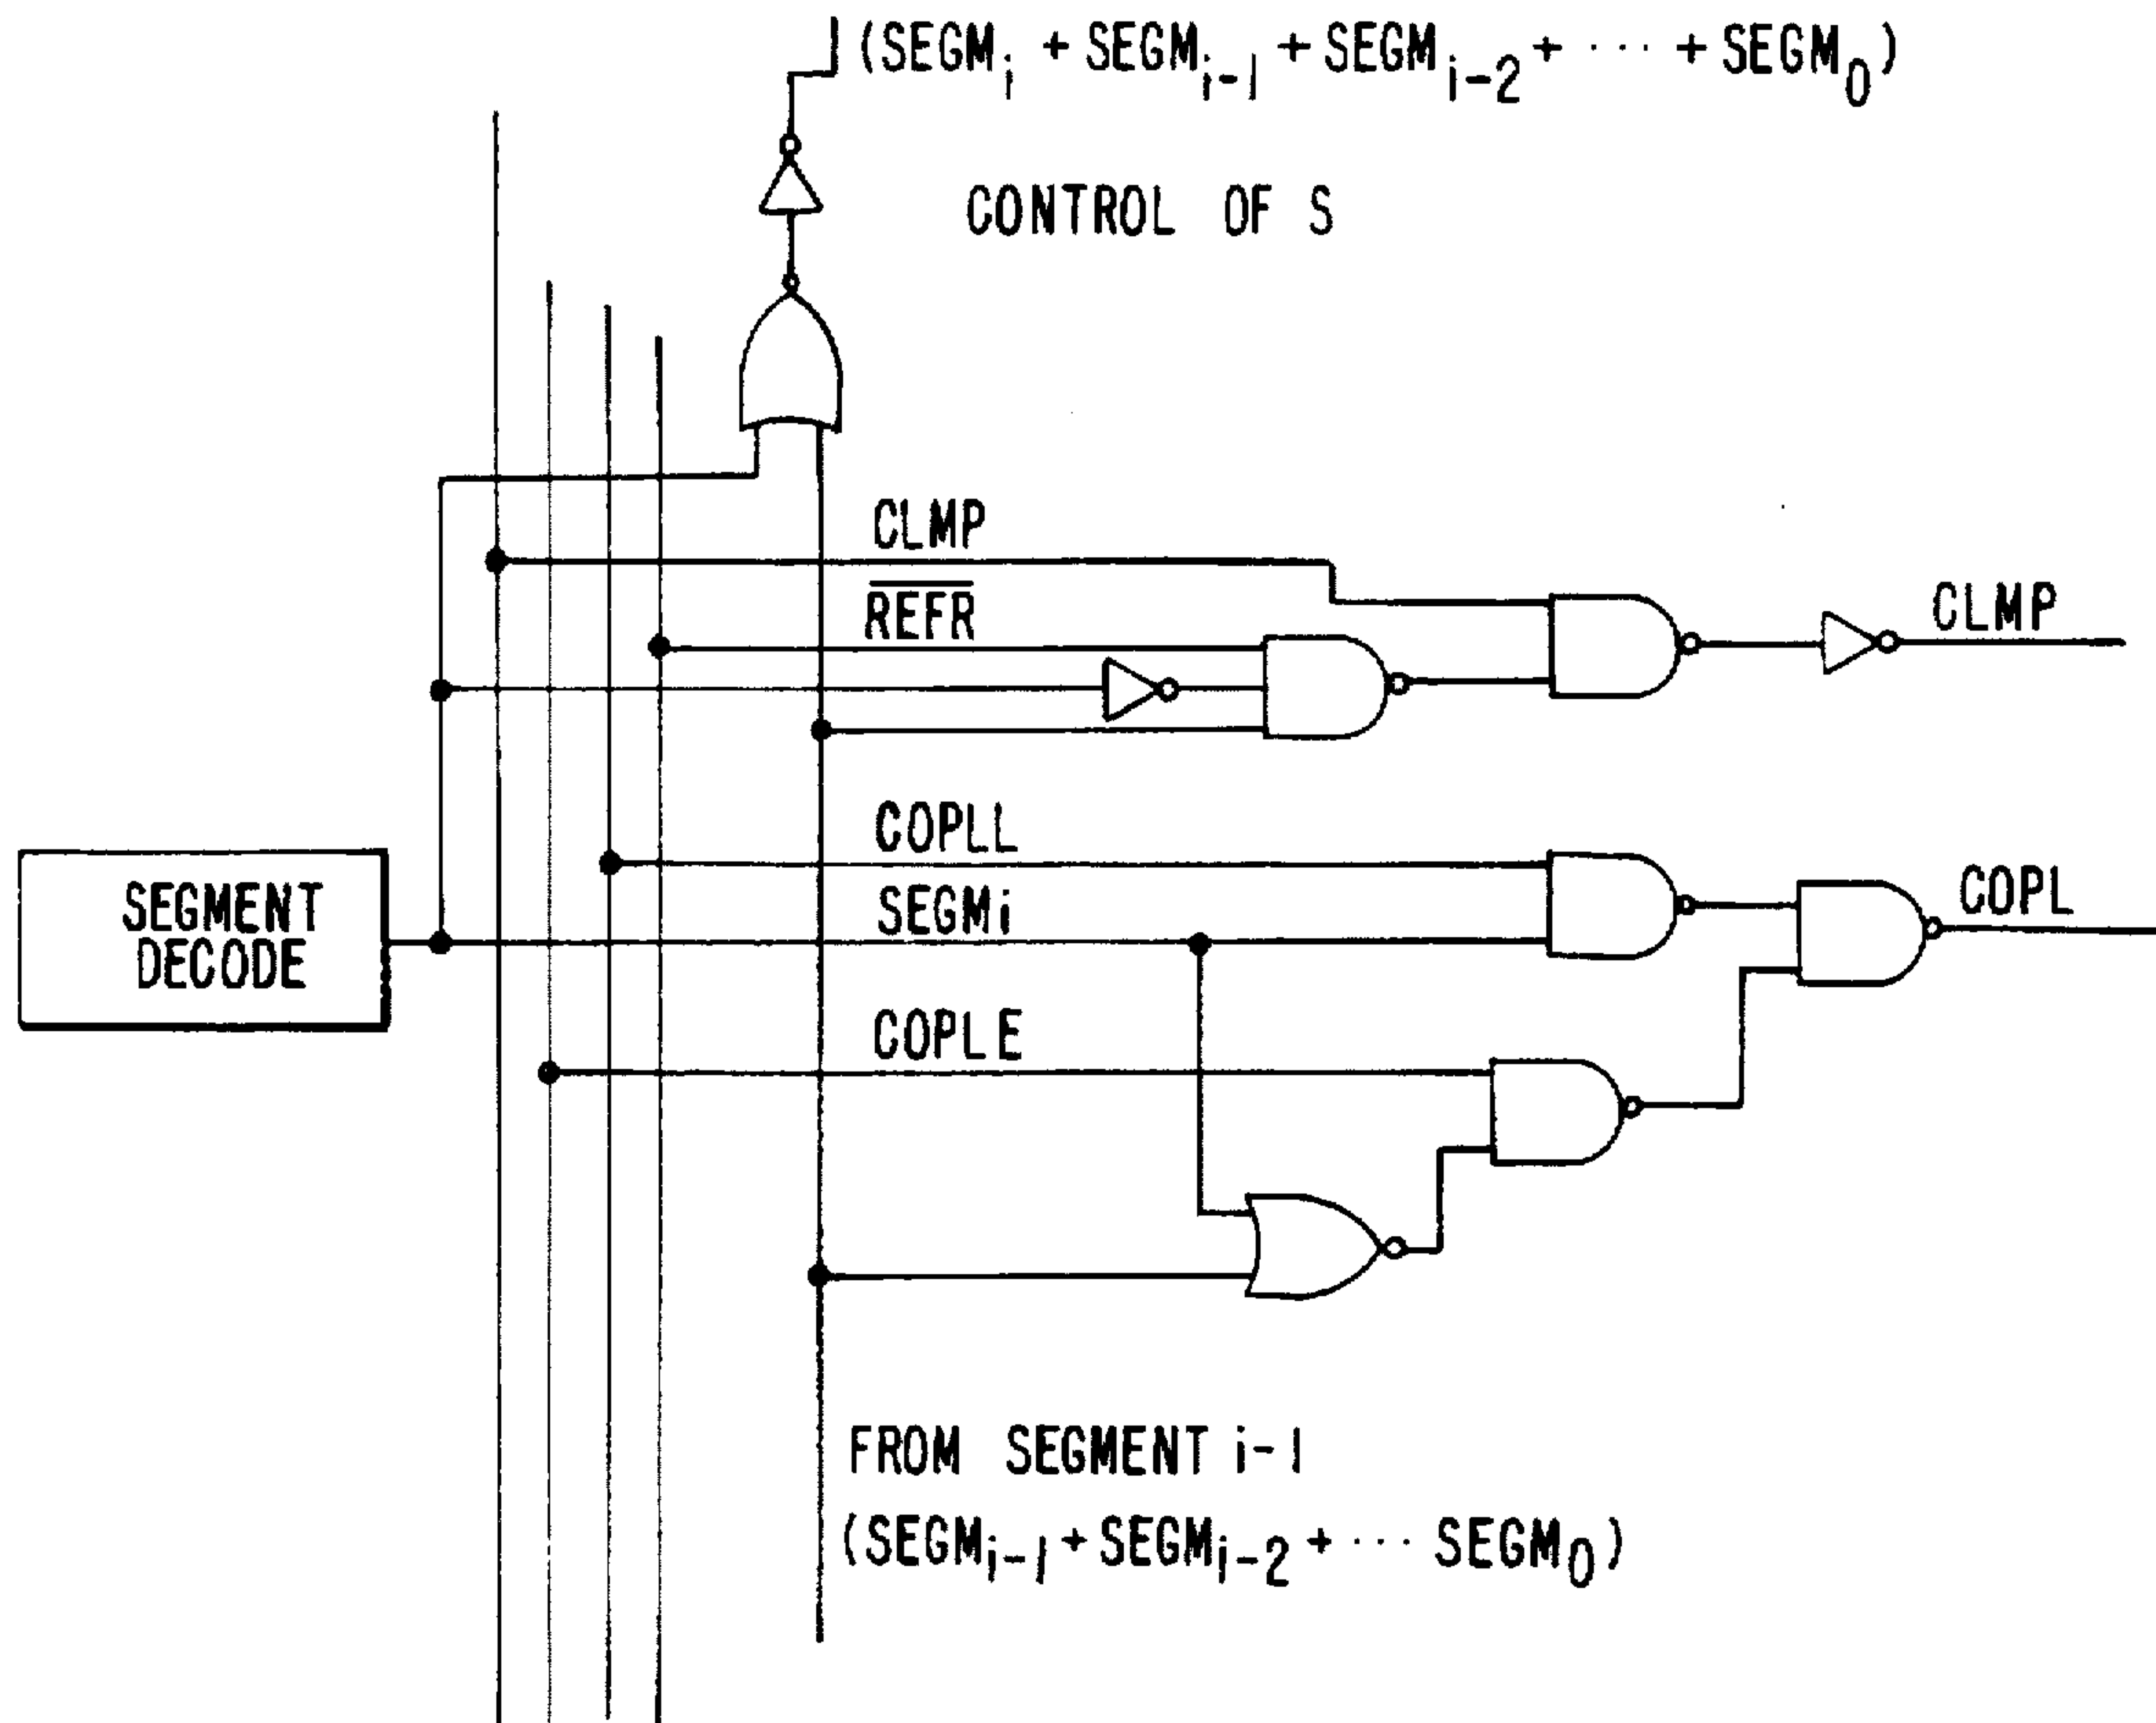 (SEGMᵢ + SEGMᵢ₋₁ + SEGMᵢ₋₂ + ··· + SEGM₀)
CONTROL OF S
CLMP
R̅E̅F̅R̅
CLMP
COPLL
SEGMENT
DECODE
SEGMi
COPL
COPLE
FROM SEGMENT i-1
(SEGMᵢ₋₁ + SEGMᵢ₋₂ + ··· SEGM₀)